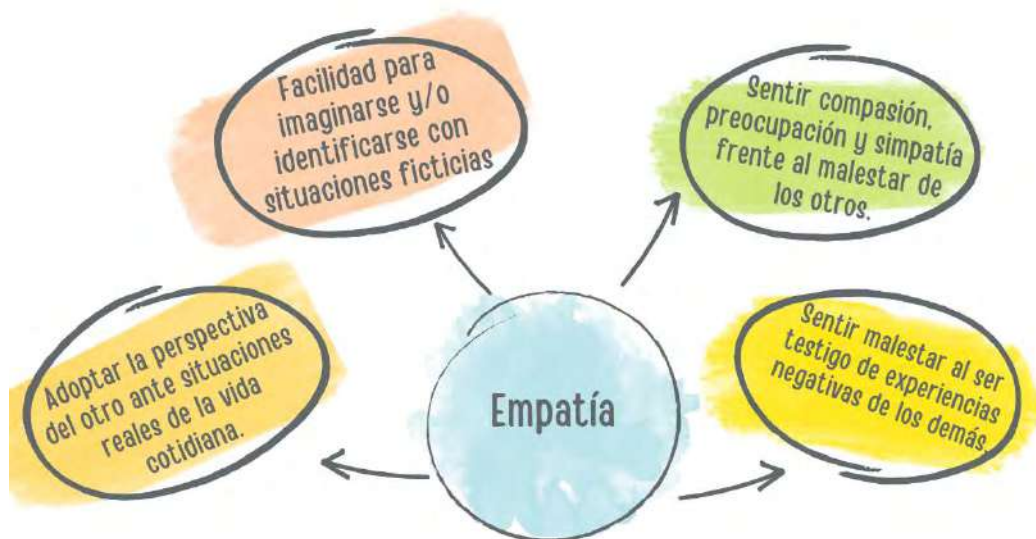 Facilidad para
imaginarse y/o
identificarse con
situaciones ficticias
Sentir compasión,
preocupación y simpatía
frente al malestar de
los otros.
Adoptar la perspectiva
del otro ante situaciones
reales de la vida
cotidiana.
Empatía
Sentir malestar al ser
testigo de experiencias
negativas de los demás.